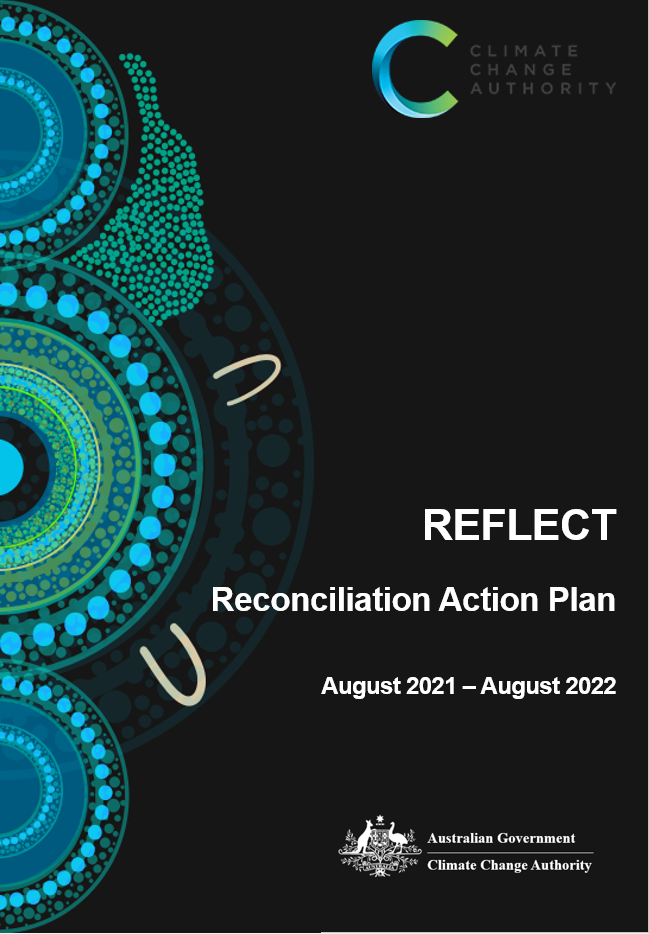 CLIMATE
CHANGE
AUTHORITY
REFLECT
Reconciliation Action Plan
August 2021 – August 2022
Australian Government
Climate Change Authority